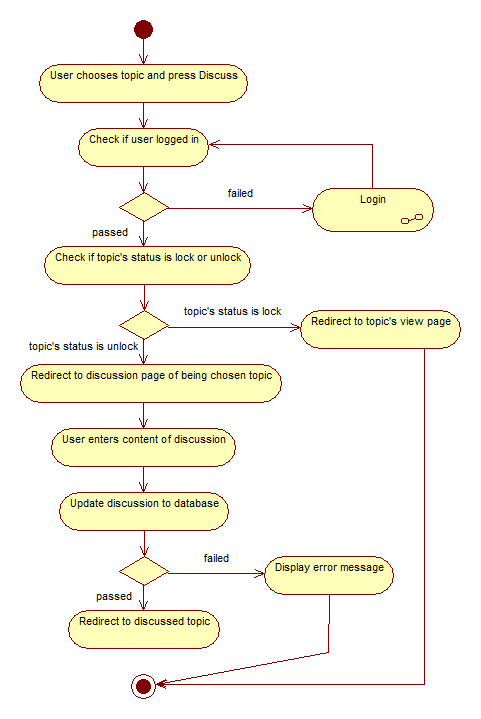 User chooses topic and press Discuss
Check if user logged in
failed
Login
passed
Check if topic's status is lock or unlock
topic's status is lock
Redirect to topic's view page
topic's status is unlock
Redirect to discussion page of being chosen topic
User enters content of discussion
Update discussion to database
failed
Display error message
passed
Redirect to discussed topic